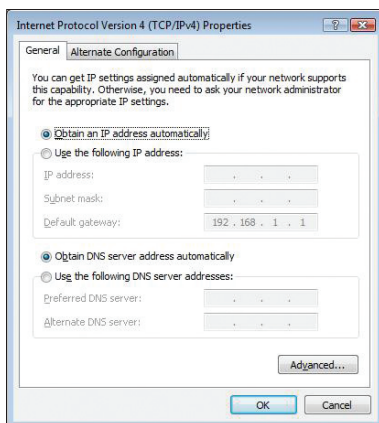 Internet Protocol Version 4 (TCP/IPv4) Properties
General
Alternate Configuration
You can get IP settings assigned automatically if your network supports
this capability. Otherwise, you need to ask your network administrator
for the appropriate IP settings.
Obtain an IP address automatically
Use the following IP address:
IP address:
Subnet mask:
Default gateway: 192 . 168 . 1 . 1
Obtain DNS server address automatically
Use the following DNS server addresses:
Preferred DNS server:
Alternate DNS server:
Advanced...
OK
Cancel